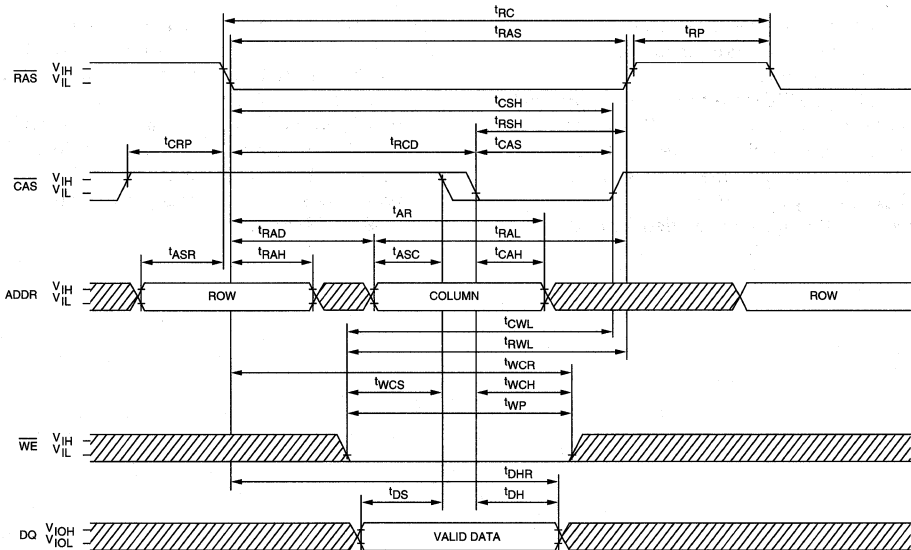 tRC
tRAS
tRP
RAS VIH
VIL
tCSH
tRSH
tCRP
tRCD
tCAS
CAS VIH
VIL
tAR
tRAD
tRAL
tASR
tRAH
tASC
tCAH
ADDR VIH
VIL
ROW
COLUMN
ROW
tCWL
tRWL
tWCR
tWCS
tWCH
tWP
WE VIH
VIL
tDHR
tDS
tDH
DQ VIOH
VIOL
VALID DATA